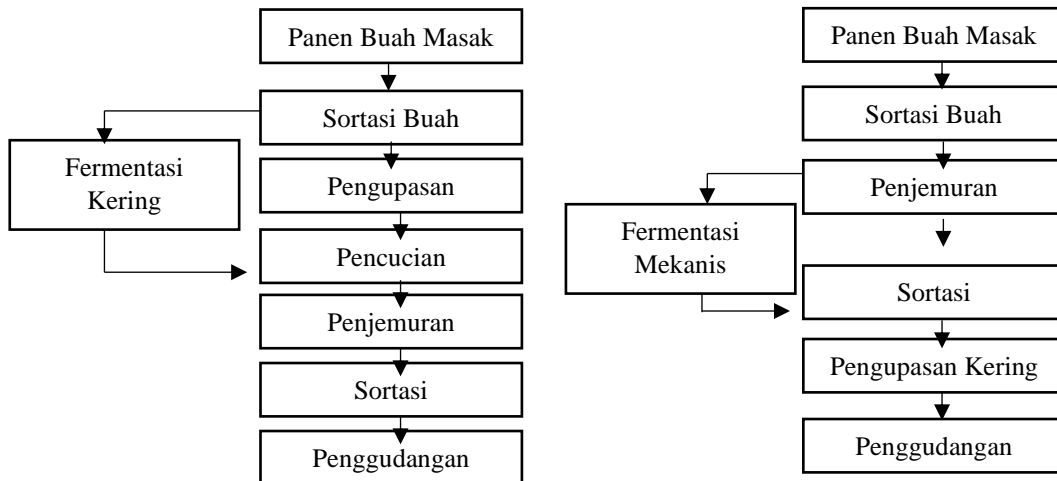 Panen Buah Masak
Sortasi Buah
Fermentasi
Kering
Pengupasan
Pencucian
Penjemuran
Sortasi
Penggudangan
Panen Buah Masak
Sortasi Buah
Penjemuran
Fermentasi
Mekanis
Sortasi
Pengupasan Kering
Penggudangan